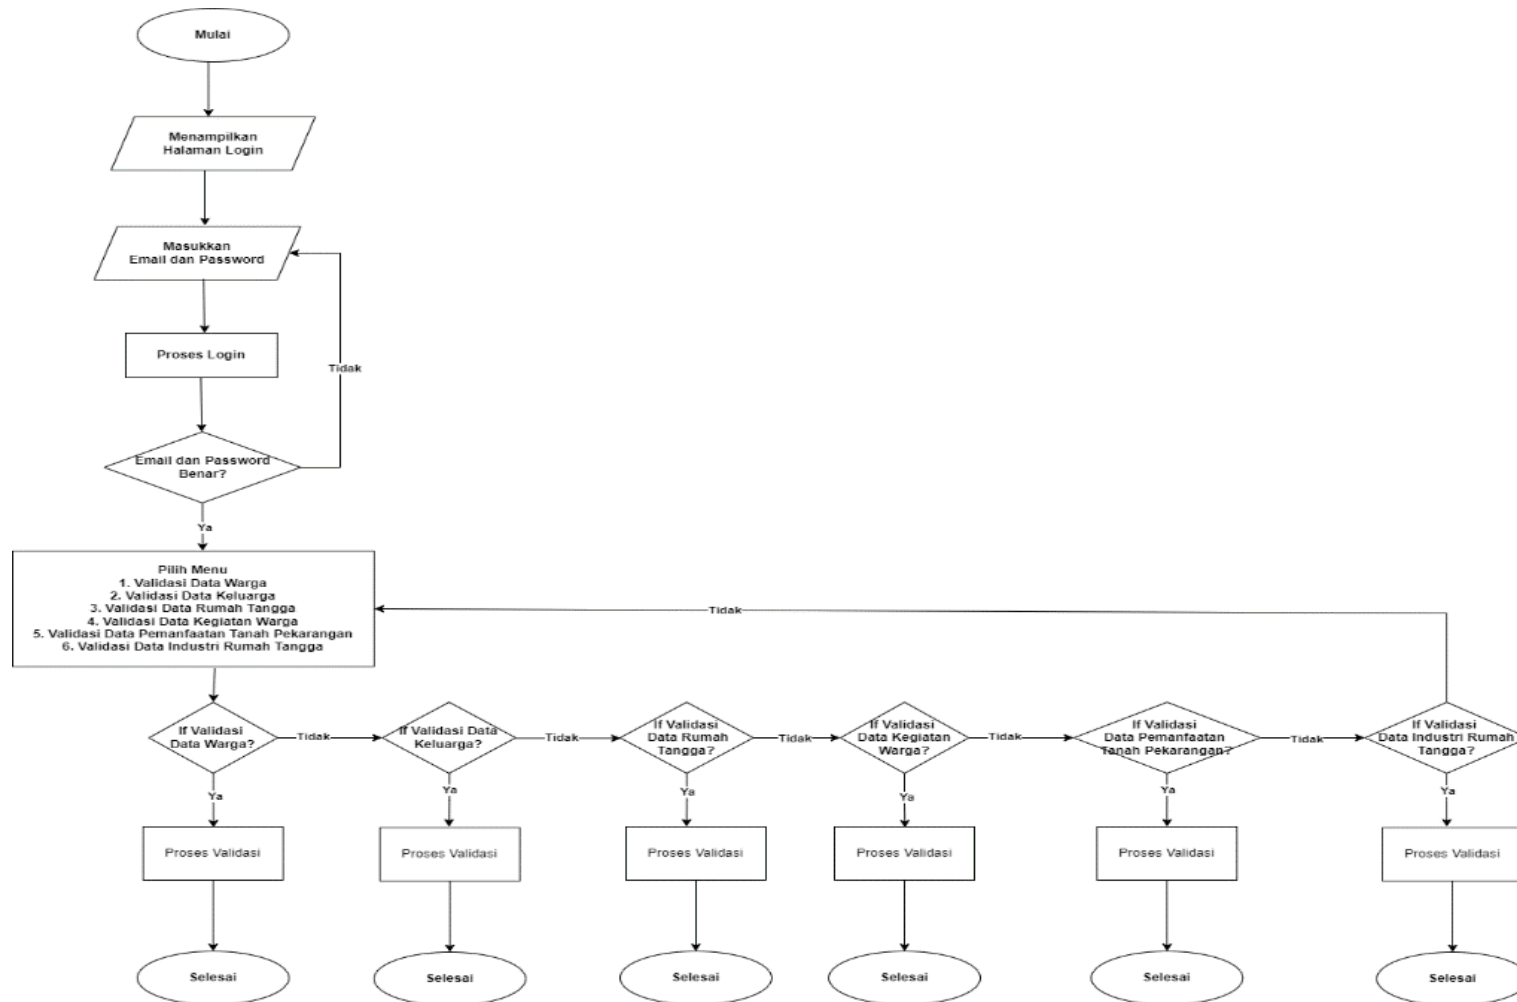 Mulai
Menampilkan
Halaman Login
Masukkan
Email dan Password
Proses Login
Tidak
Email dan Password
Benar?
Ya
Pilih Menu
1. Validasi Data Warga
2. Validasi Data Keluarga
3. Validasi Data Rumah Tangga
4. Validasi Data Kegiatan Warga
5. Validasi Data Pemanfaatan Tanah Pekarangan
6. Validasi Data Industri Rumah Tangga
Tidak
If Validasi
Data Warga?
Tidak
If Validasi Data
Keluarga?
Tidak
If Validasi
Data Rumah
Tangga?
Tidak
If Validasi
Data Kegiatan
Warga?
Tidak
If Validasi
Data Pemanfaatan
Tanah Pekarangan?
Tidak
If Validasi
Data Industri Rumah
Tangga?
Ya
Ya
Ya
Ya
Ya
Ya
Proses Validasi
Proses Validasi
Proses Validasi
Proses Validasi
Proses Validasi
Proses Validasi
Selesai
Selesai
Selesai
Selesai
Selesai
Selesai